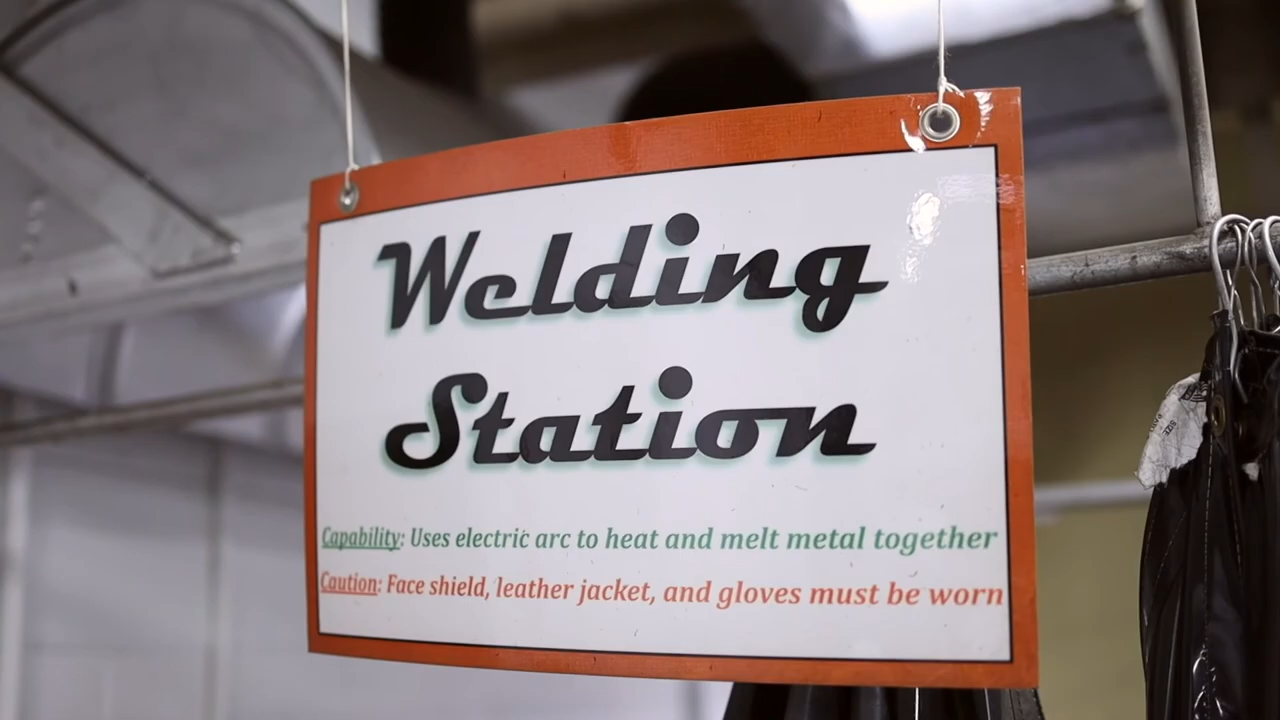 Welding
Station
Capability: Uses electric arc to heat and melt metal together
Caution: Face shield, leather jacket, and gloves must be worn
SIZE